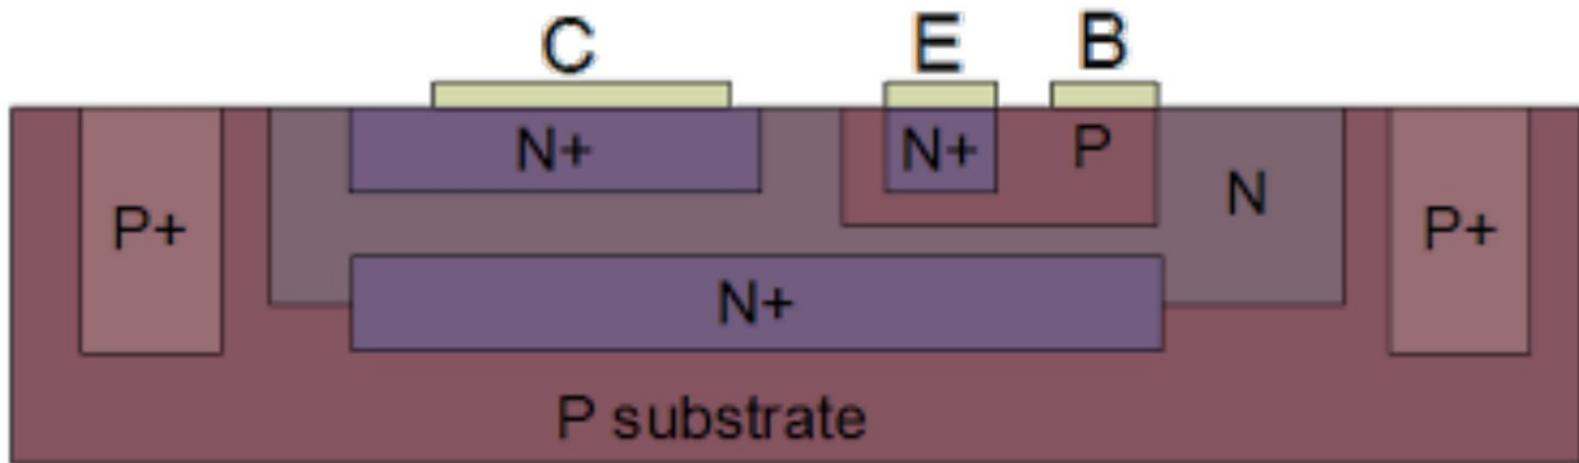 C E B
N+ N+ P
P+ N P+
N+
P substrate